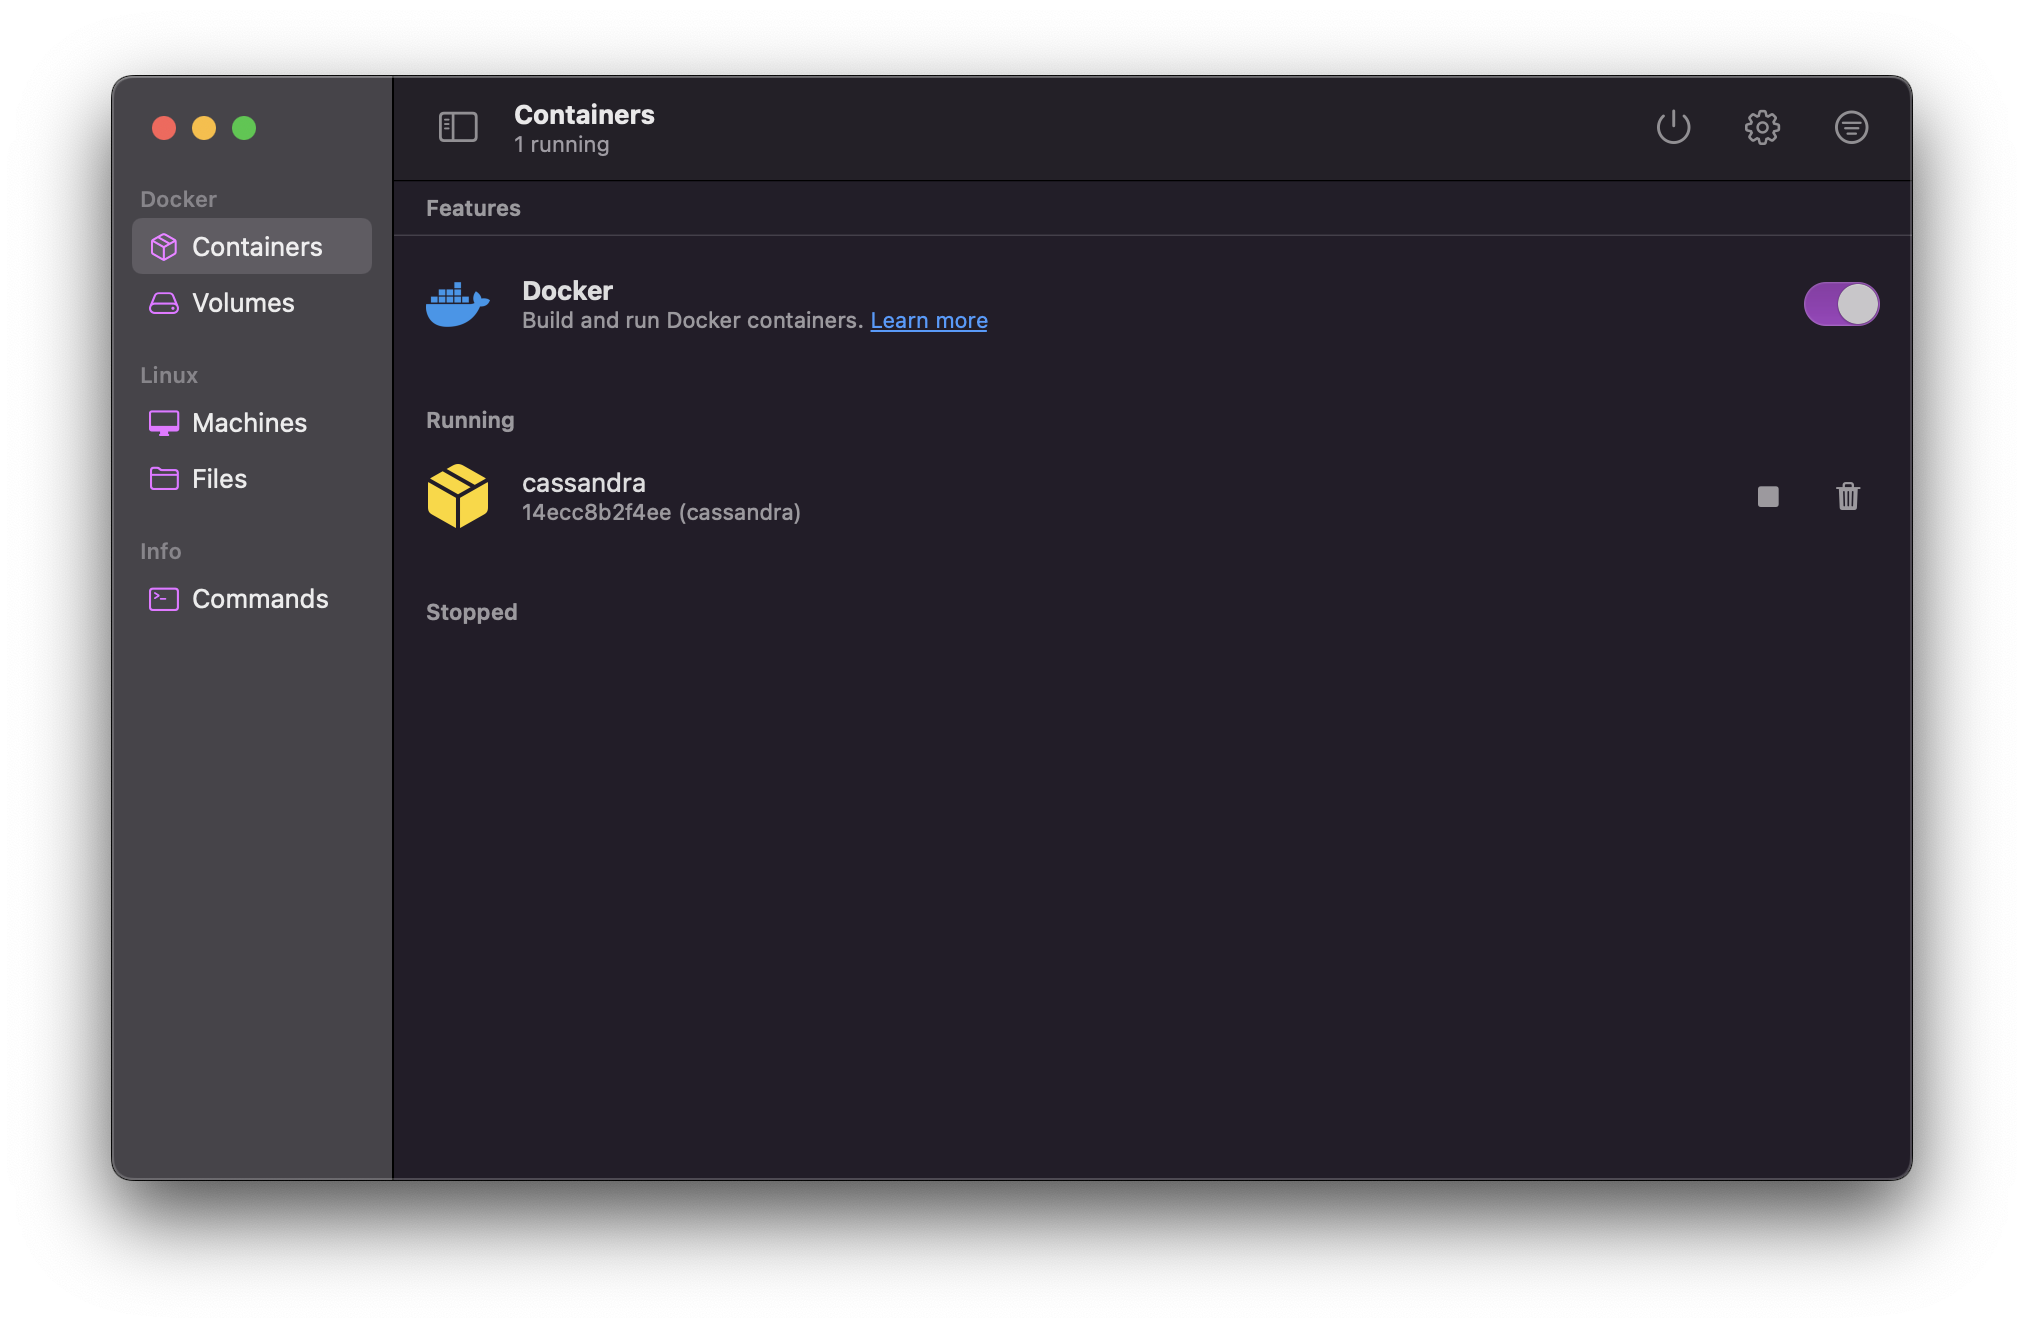 Docker
Containers
Volumes
Linux
Machines
Files
Info
Commands
Containers
1 running
Features
Docker
Build and run Docker containers. Learn more
Running
cassandra
14ecc8b2f4ee (cassandra)
Stopped